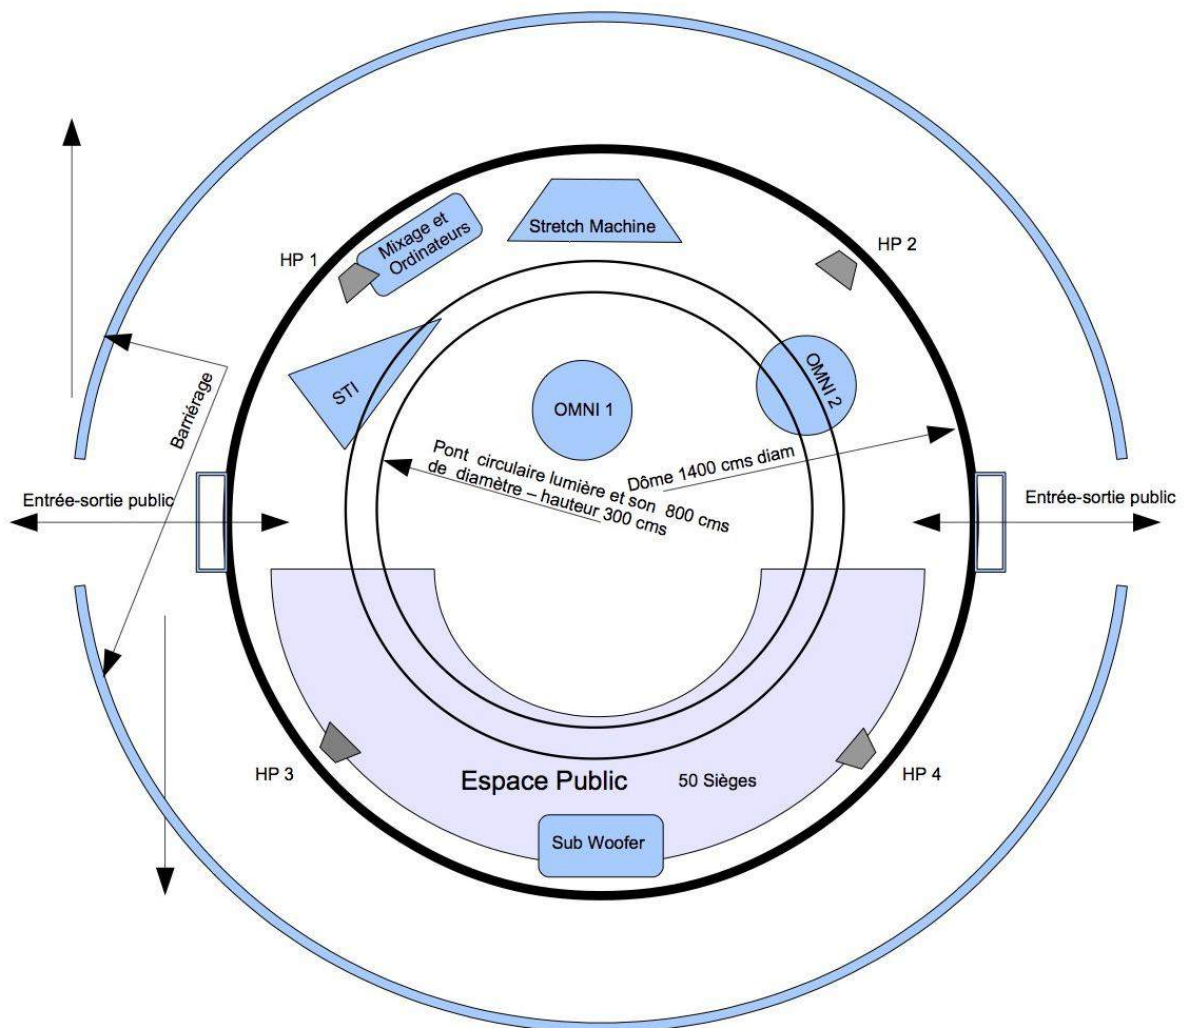 Mixage et
Ordinateurs
Stretch Machine
HP 1
HP 2
STI
OMNI 1
OMNI 2
Barriérage
Pont circulaire lumière et son 800 cms
de diamètre – hauteur 300 cms
Dôme 1400 cms diam
Entrée-sortie public
Entrée-sortie public
HP 3
HP 4
Espace Public
50 Sièges
Sub Woofer